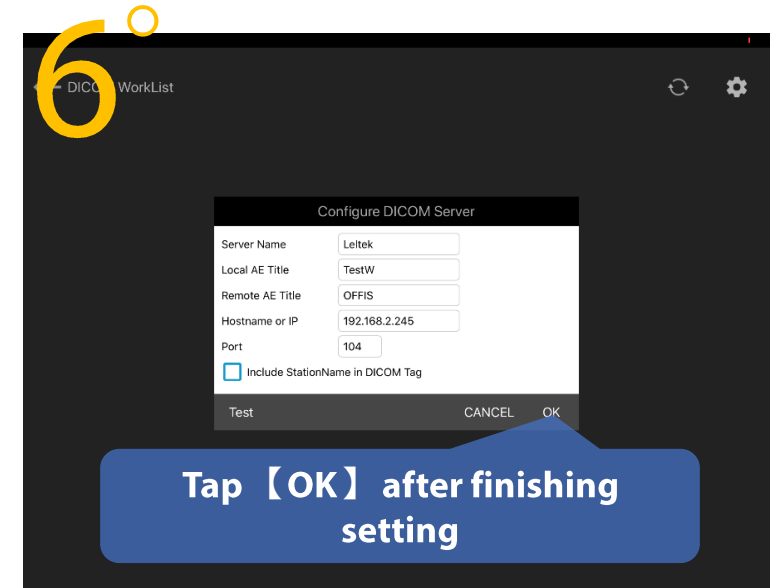 6
DICOM WorkList
Configure DICOM Server
Server Name Leltek
Local AE Title TestW
Remote AE Title OFFIS
Hostname or IP 192.168.2.245
Port 104
Include StationName in DICOM Tag
Test CANCEL OK
Tap【OK】after finishing
setting